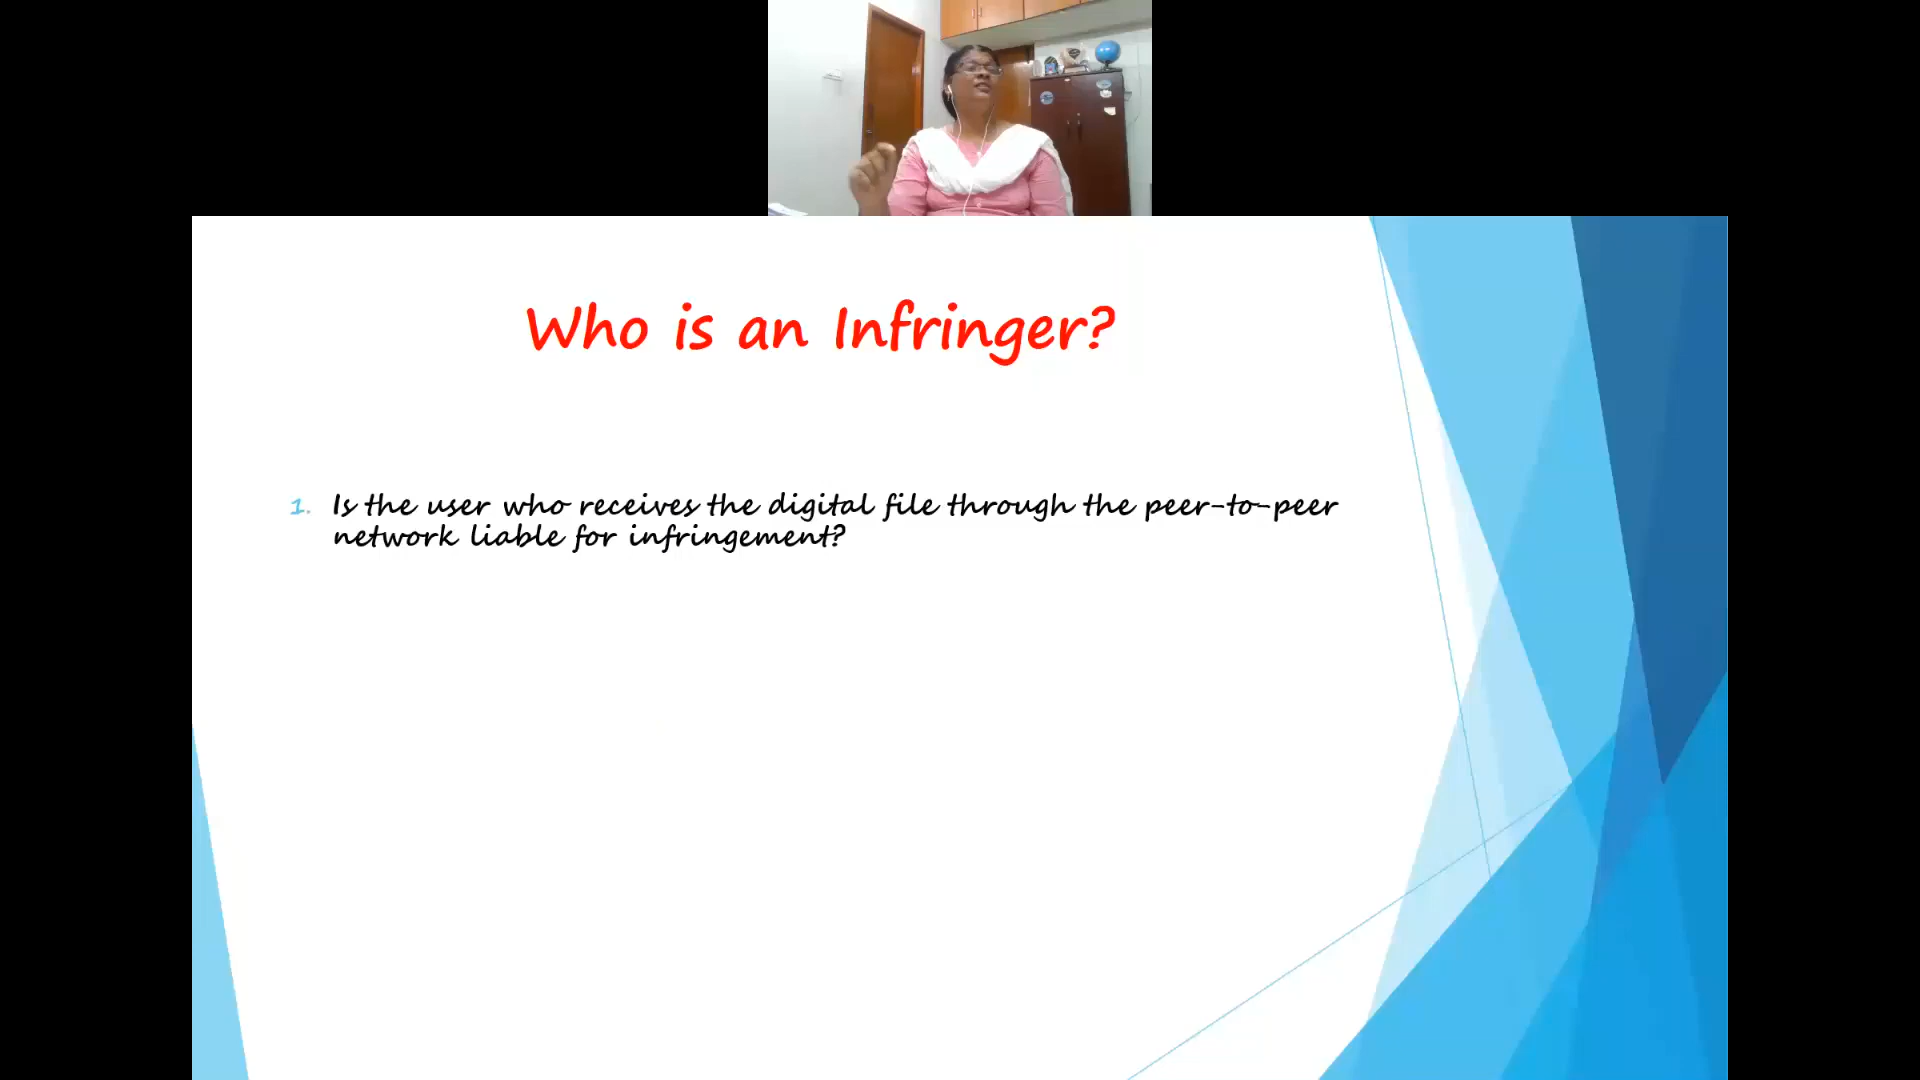 Who is an Infringer?
1. Is the user who receives the digital file through the peer-to-peer
network liable for infringement?